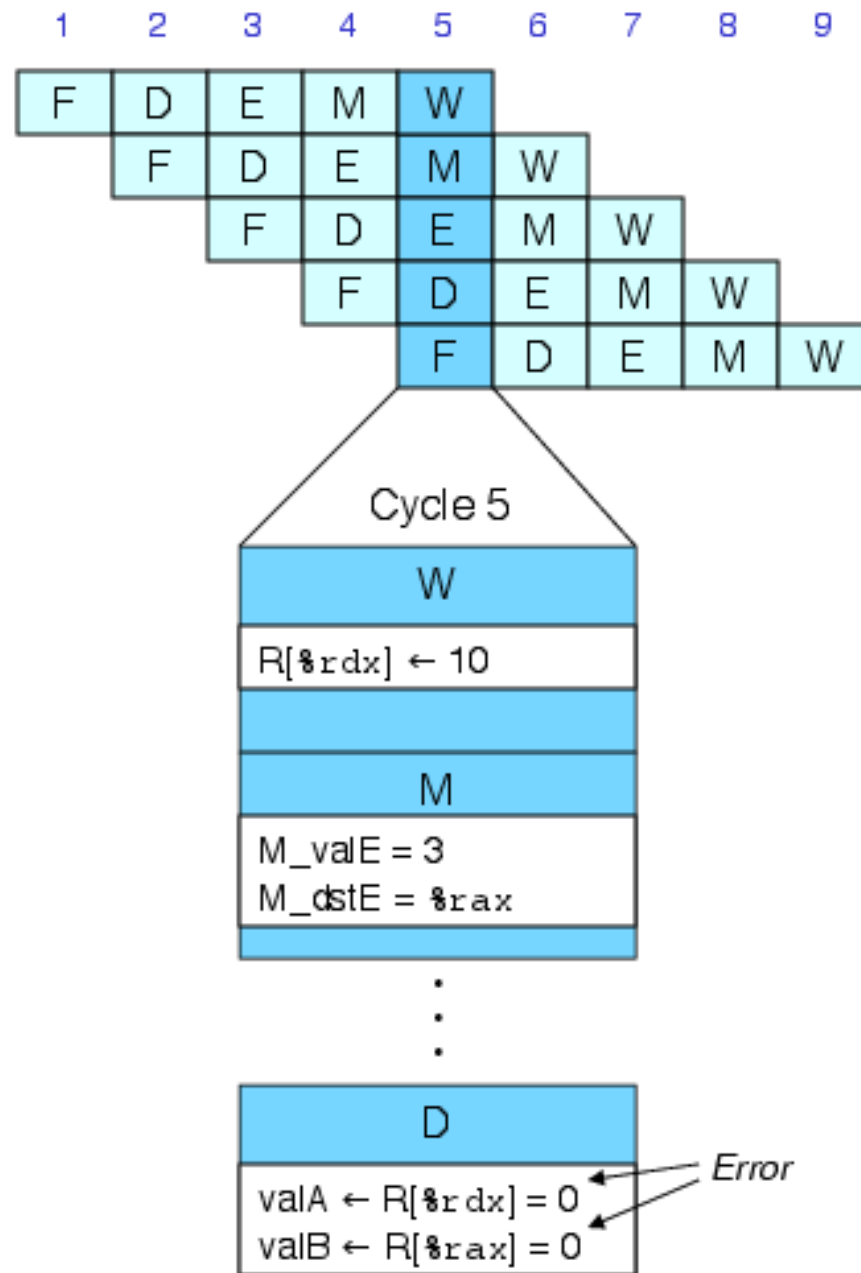 1 2 3 4 5 6 7 8 9
F D E M W
F D E M W
F D E M W
F D E M W
F D E M W
Cycle 5
W
R[%rdx] ← 10
M
M_valE = 3
M_dstE = %rax
D
Error
valA ← R[%rdx] = 0
valB ← R[%rax] = 0